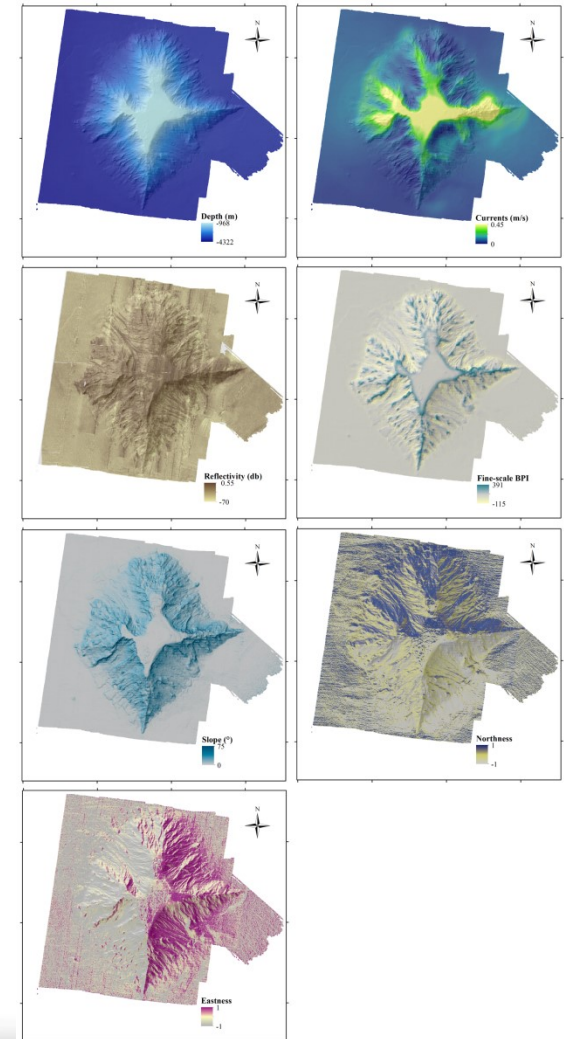 N
Depth (m)
-968
-4322
N
Currents (m/s)
0.45
0
N
Reflectivity (db)
0.55
-70
N
Fine-scale BPI
391
-115
N
Slope (°)
75
0
N
Northness
1
-1
N
Eastness
1
-1